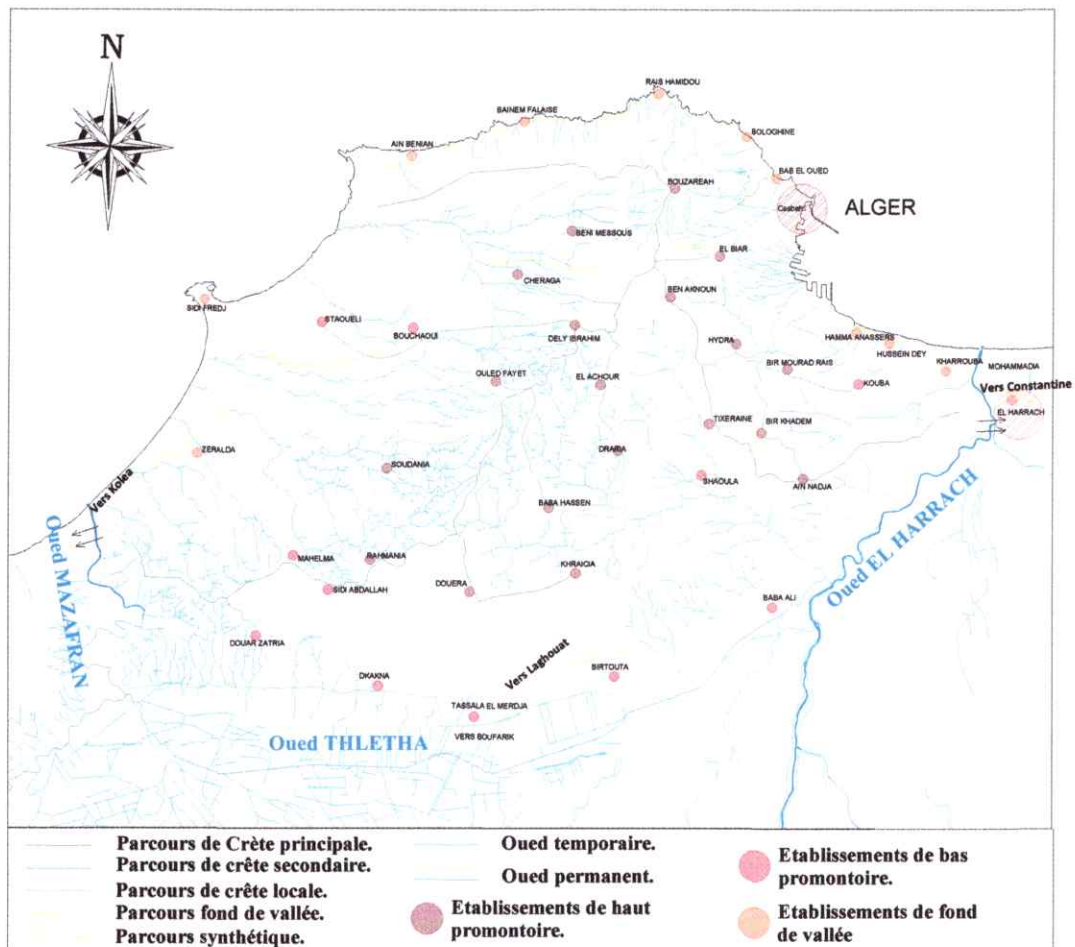 N
RAIS HAMIDOU
BAINEM FALAISE
BOLOGHINE
AIN BENIAN
BAB EL OUED
BOUZAREAH
Casbah
ALGER
BENI MESSOUS
EL BIAR
CHERAGA
BEN AKNOUN
SIDI FREDJ
STAOUELI
BOUCHAOUI
DELY IBRAHIM
HYDRA
HAMMA ANASSERS
HUSSEIN DEY
KHARROUBA
MOHAMMADIA
BIR MOURAD RAIS
OULED FAYET
EL ACHOUR
KOUBA
Vers Constantine
EL HARRACH
TIXERAINE
BIR KHADEM
ZERALDA
SOUDANIA
DRARIA
SHAOULA
AIN NADJA
Vers Kolea
BABA HASSEN
Oued MAZAFRAN
MAHELMA
RAHMANIA
KHRAICIA
Oued EL HARRACH
SIDI ABDALLAH
DOUERA
BABA ALI
DOUAR ZATRIA
Vers Laghouat
DKAKNA
BIRTOUTA
TASSALA EL MERDJA
VERS BOUFARIK
Oued THLETHA
Parcours de Crète principale.
Parcours de crête secondaire.
Parcours de crête locale.
Parcours fond de vallée.
Parcours synthétique.
Oued temporaire.
Oued permanent.
Etablissements de haut
promontoire.
Etablissements de bas
promontoire.
Etablissements de fond
de vallée